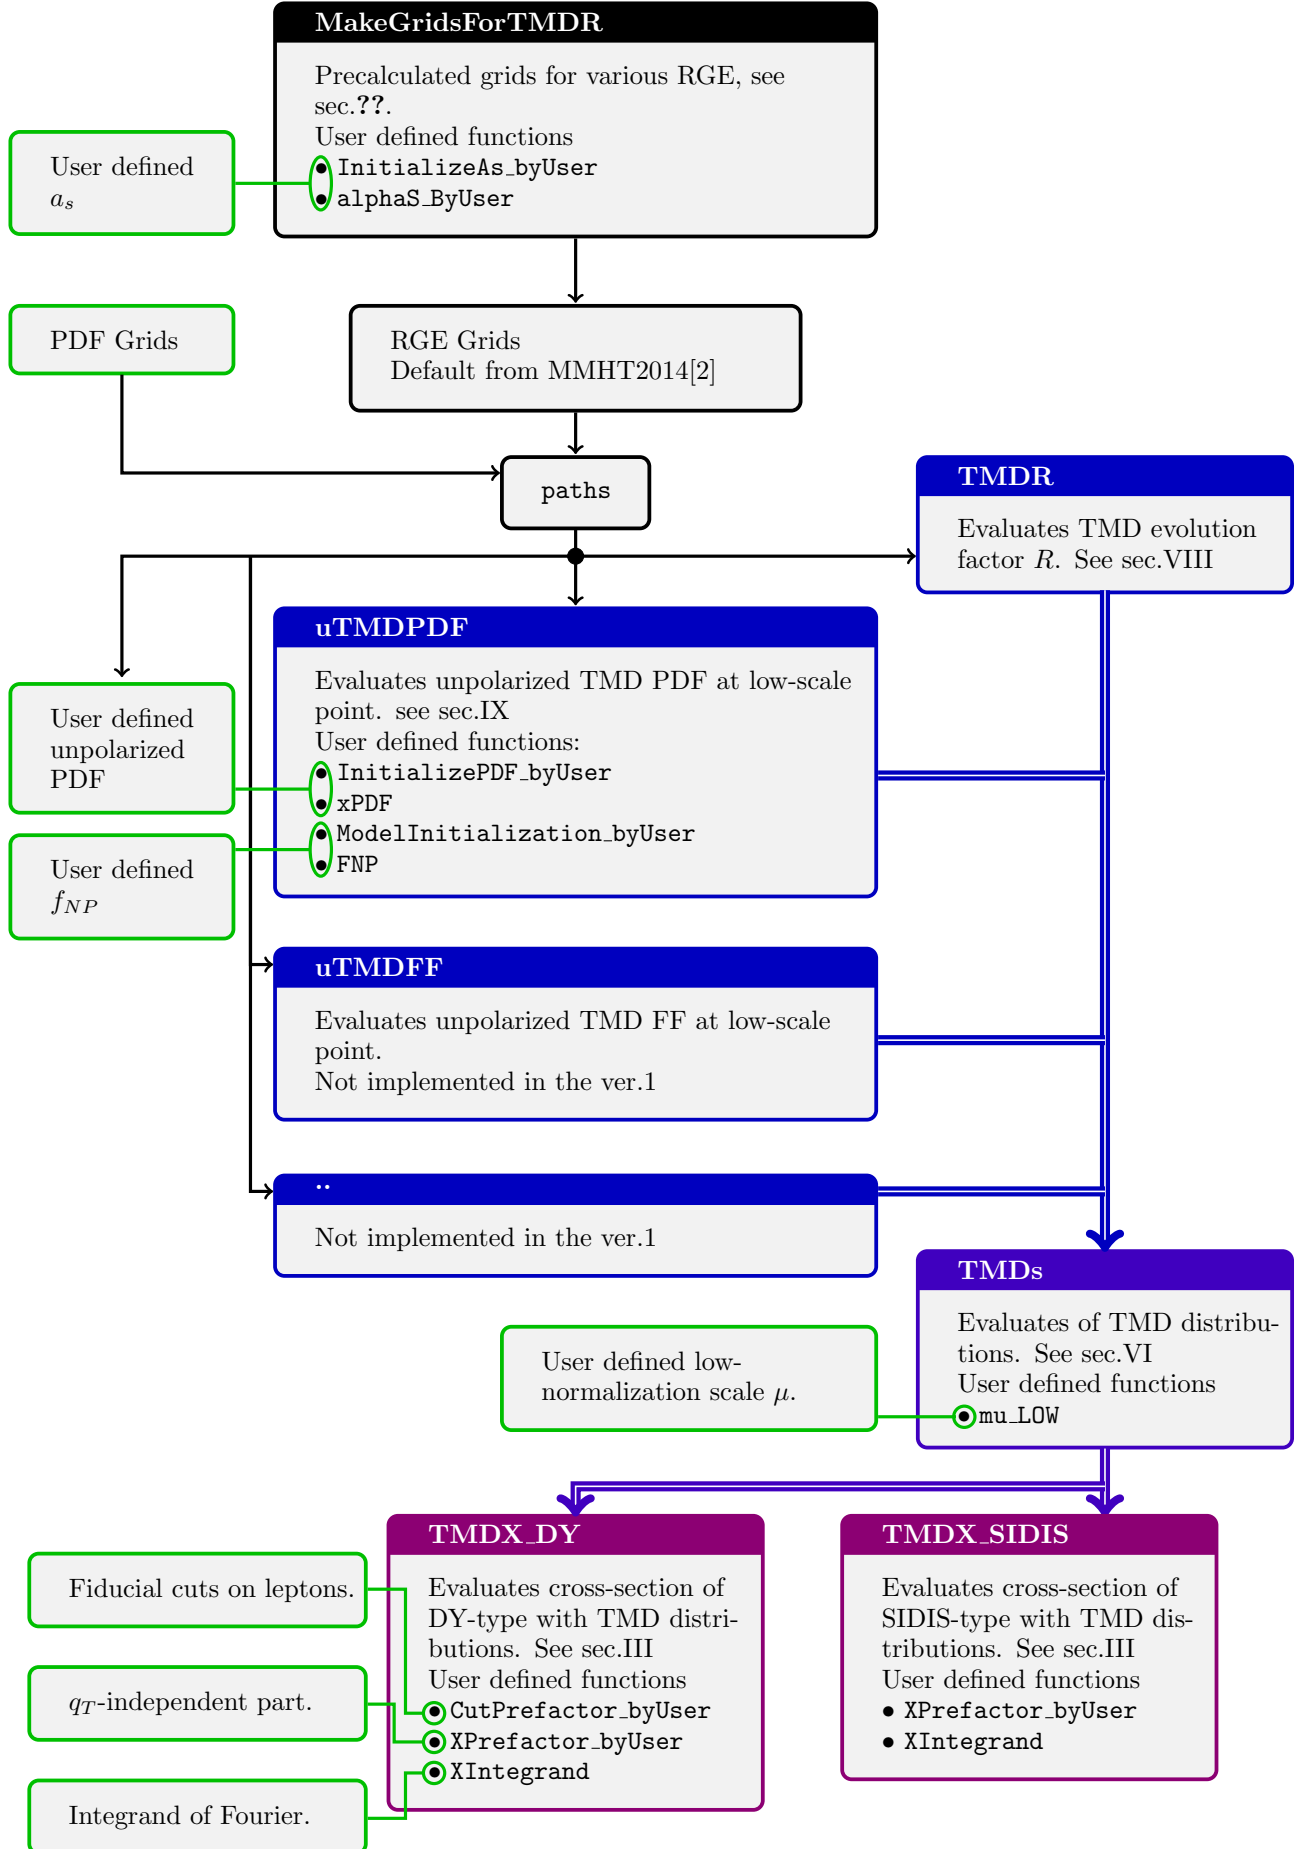 MakeGridsForTMDR
Precalculated grids for various RGE, see
sec.??.
User defined functions
• InitializeAs_byUser
• alphaS_ByUser
User defined
a_s
PDF Grids
RGE Grids
Default from MMHT2014[2]
paths
TMDR
Evaluates TMD evolution
factor R. See sec.VIII
uTMDPDF
Evaluates unpolarized TMD PDF at low-scale
point. see sec.IX
User defined functions:
• InitializePDF_byUser
• xPDF
• ModelInitialization_byUser
• FNP
User defined
unpolarized
PDF
User defined
f_{NP}
uTMDFF
Evaluates unpolarized TMD FF at low-scale
point.
Not implemented in the ver.1
..
Not implemented in the ver.1
TMDs
Evaluates of TMD distribu-
tions. See sec.VI
User defined functions
• mu_LOW
User defined low-
normalization scale μ.
TMDX_DY
Evaluates cross-section of
DY-type with TMD distri-
butions. See sec.III
User defined functions
• CutPrefactor_byUser
• XPrefactor_byUser
• XIntegrand
TMDX_SIDIS
Evaluates cross-section of
SIDIS-type with TMD dis-
tributions. See sec.III
User defined functions
• XPrefactor_byUser
• XIntegrand
Fiducial cuts on leptons.
q_T-independent part.
Integrand of Fourier.